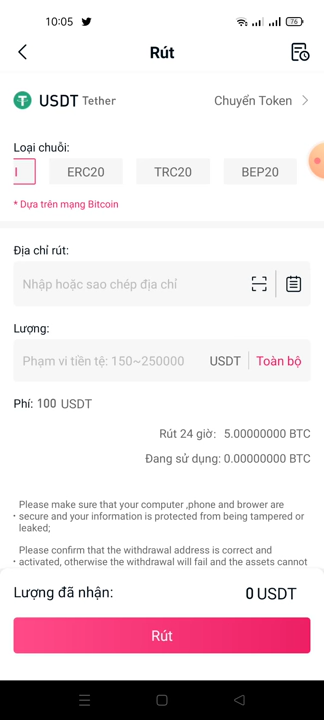 10:05 76
Rút
USDT Tether Chuyển Token
Loại chuỗi:
I ERC20 TRC20 BEP20
* Dựa trên mạng Bitcoin
Địa chỉ rút:
Nhập hoặc sao chép địa chỉ
Lượng:
Phạm vi tiền tệ: 150~250000 USDT Toàn bộ
Phí: 100 USDT
Rút 24 giờ: 5.00000000 BTC
Đang sử dụng: 0.00000000 BTC
Please make sure that your computer ,phone and brower are
• secure and your information is protected from being tampered or
leaked;
Please confirm that the withdrawal address is correct and
• activated, otherwise the withdrawal will fail and the assets cannot
Lượng đã nhận: 0 USDT
Rút